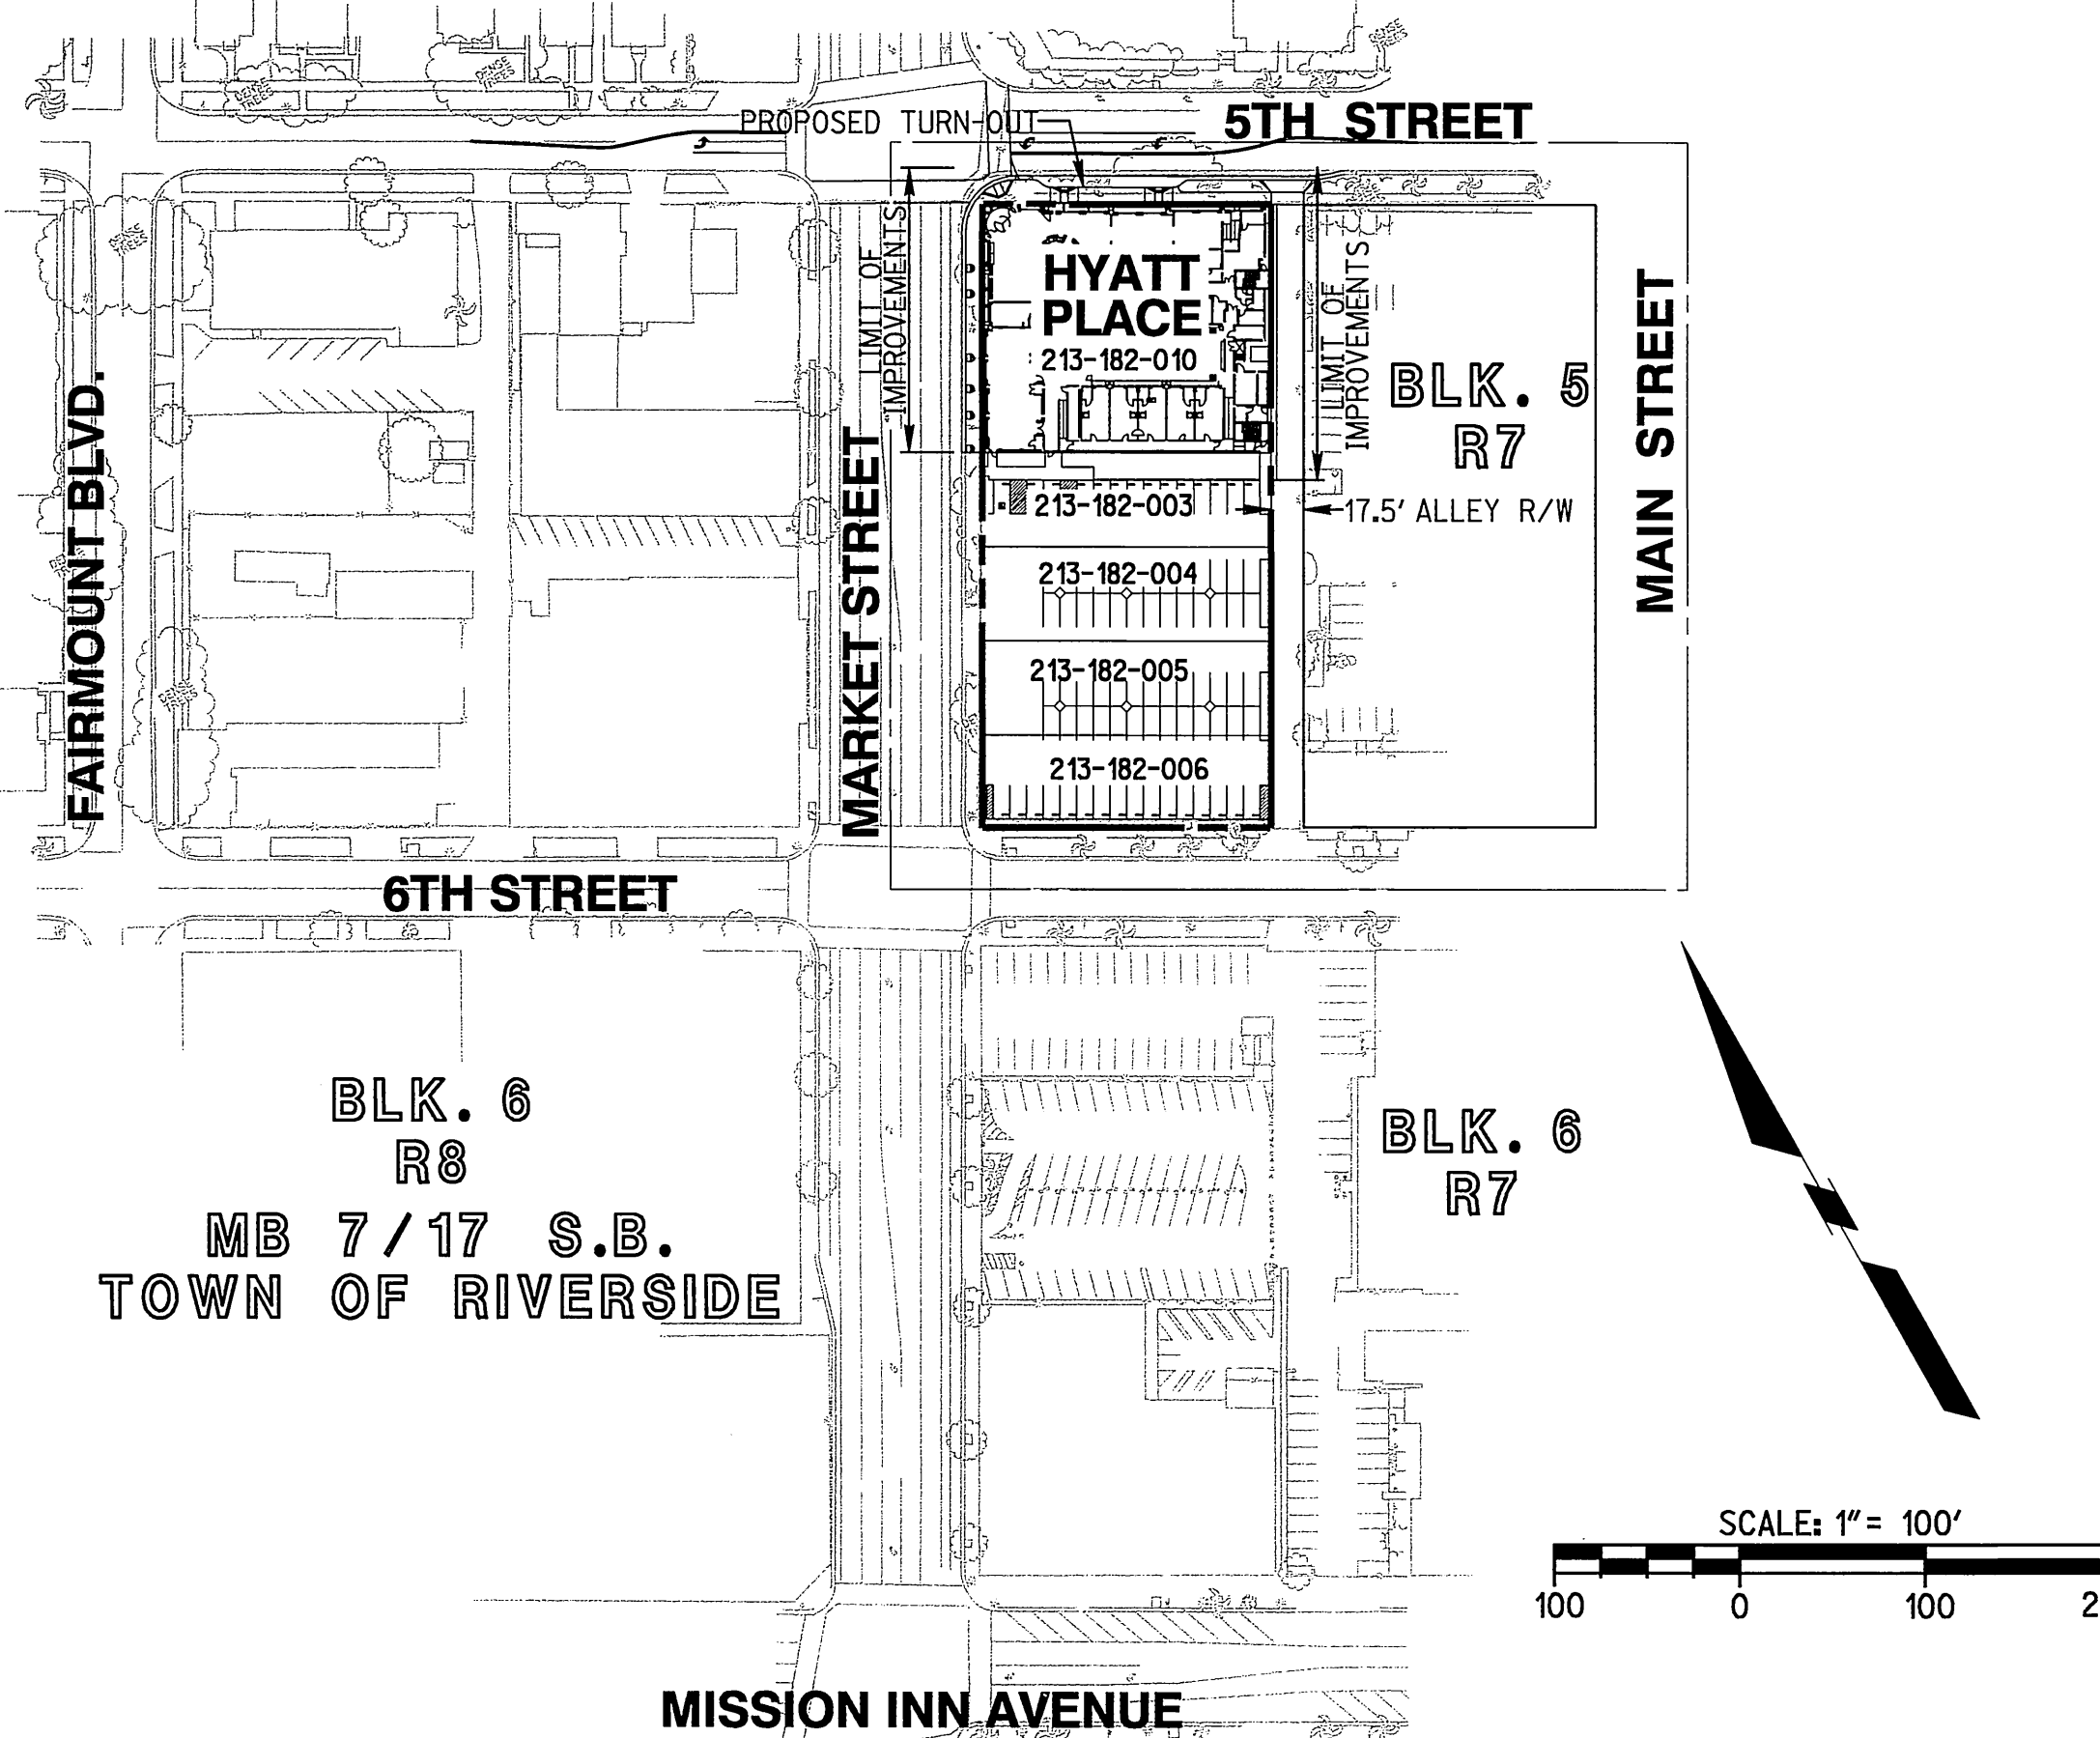 PROPOSED TURN-OUT
5TH STREET
LIMIT OF
IMPROVEMENTS
HYATT
PLACE
213-182-010
LIMIT OF
IMPROVEMENTS
BLK. 5
R7
MAIN STREET
FAIRMOUNT BLVD.
MARKET STREET
213-182-003
17.5' ALLEY R/W
213-182-004
213-182-005
213-182-006
6TH STREET
BLK. 6
R8
MB 7/17 S.B.
TOWN OF RIVERSIDE
BLK. 6
R7
SCALE: 1"= 100'
100 0 100 2
MISSION INN AVENUE